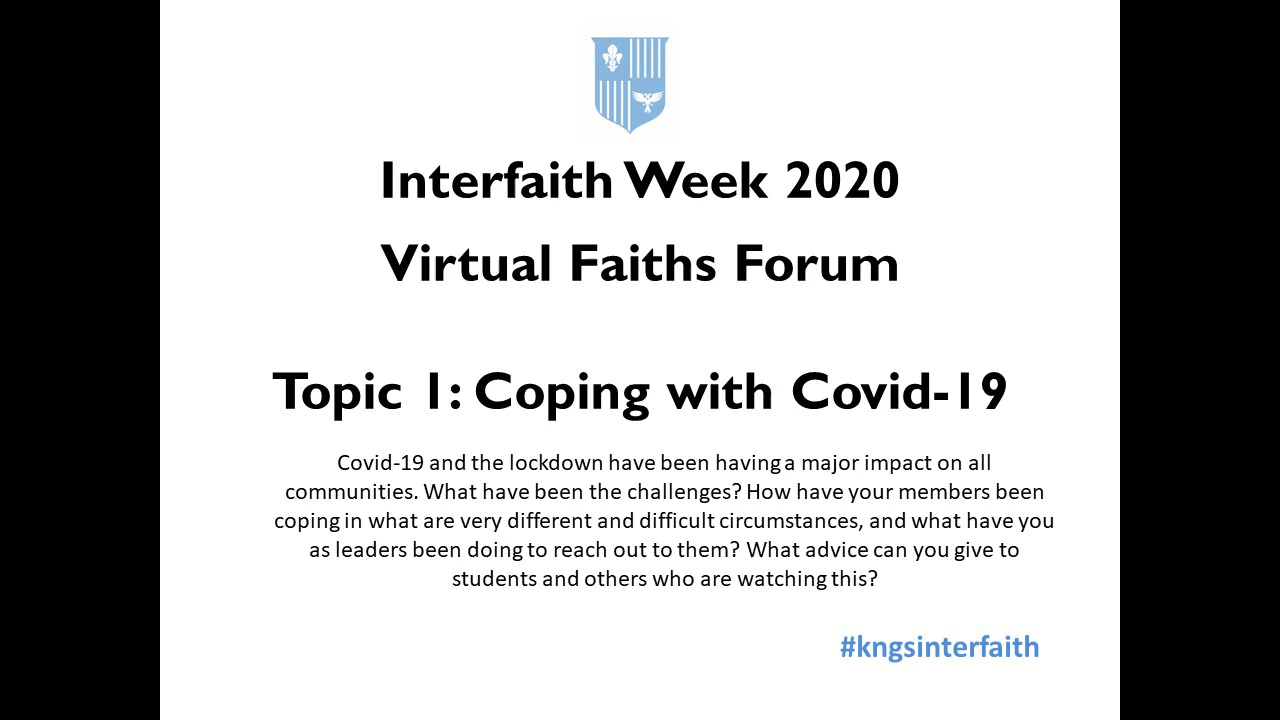 Interfaith Week 2020
Virtual Faiths Forum
Topic 1: Coping with Covid-19
Covid-19 and the lockdown have been having a major impact on all
communities. What have been the challenges? How have your members been
coping in what are very different and difficult circumstances, and what have you
as leaders been doing to reach out to them? What advice can you give to
students and others who are watching this?
#kngsinterfaith